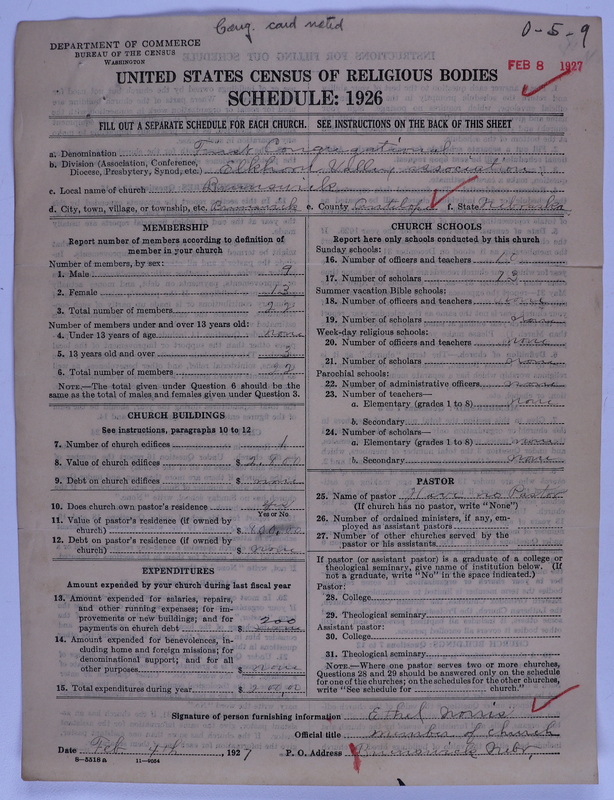 Cong. card noted
0-5-9
DEPARTMENT OF COMMERCE
BUREAU OF THE CENSUS
WASHINGTON
FEB 8 1927
UNITED STATES CENSUS OF RELIGIOUS BODIES
SCHEDULE: 1926
FILL OUT A SEPARATE SCHEDULE FOR EACH CHURCH. SEE INSTRUCTIONS ON THE BACK OF THIS SHEET
a. Denomination First Congregational
b. Division (Association, Conference,
Diocese, Presbytery, Synod, etc.) Elkhorn Valley association
c. Local name of church Brunswick
d. City, town, village, or township, etc. Brunswick e. County Antelope f. State Nebraska
MEMBERSHIP
Report number of members according to definition of
member in your church
Number of members by sex:
1. Male 9
2. Female 13
3. Total number of members 22
Number of members under and over 13 years old:
4. Under 13 years of age none
5. 13 years old and over
6. Total number of members 22
NOTE.—The total given under Question 6 should be
same as the total of males and females given under Question 3.
CHURCH BUILDINGS
See instructions, paragraphs 10 to 12
7. Number of church edifices 1
8. Value of church edifices $
9. Debt on church edifices $ none
10. Does church own pastor's residence yes
Yes or No
11. Value of pastor's residence (if owned by
church) $
12. Debt on pastor's residence (if owned by
church) $ none
EXPENDITURES
Amount expended by your church during last fiscal year
13. Amount expended for salaries, repairs,
and other running expenses; for im-
provements or new buildings; and for
payments on church debt $ 200
14. Amount expended for benevolences, in-
cluding home and foreign missions; for
denominational support; and for all
other purposes $ none
15. Total expenditures during year $ 200.00
CHURCH SCHOOLS
Report here only schools conducted by this church
Sunday schools:
16. Number of officers and teachers
17. Number of scholars
Summer vacation Bible schools:
18. Number of officers and teachers none
19. Number of scholars none
Week-day religious schools:
20. Number of officers and teachers none
21. Number of scholars none
Parochial schools:
22. Number of administrative officers none
23. Number of teachers—
a. Elementary (grades 1 to 8) none
b. Secondary
24. Number of scholars—
a. Elementary (grades 1 to 8) none
b. Secondary none
PASTOR
25. Name of pastor Have no Pastor
(If church has no pastor, write "None")
26. Number of ordained ministers, if any, em-
ployed as assistant pastors
27. Number of other churches served by the
pastor or his assistants
If pastor (or assistant pastor) is a graduate of a college or
theological seminary, give name of institution below. (If
not a graduate, write "No" in the space indicated.)
Pastor:
28. College
29. Theological seminary
Assistant pastor:
30. College
31. Theological seminary
NOTE.—Where one pastor serves two or more churches,
Questions 28 and 29 should be answered only on the schedule
for one of the churches; on the schedules for the other churches,
write "See schedule for church."
Signature of person furnishing information Ethel Norris
Official title member of church
Date Feb 4th, 1927 P. O. Address Brunswick Nebr,
8—5318 a 11—9054